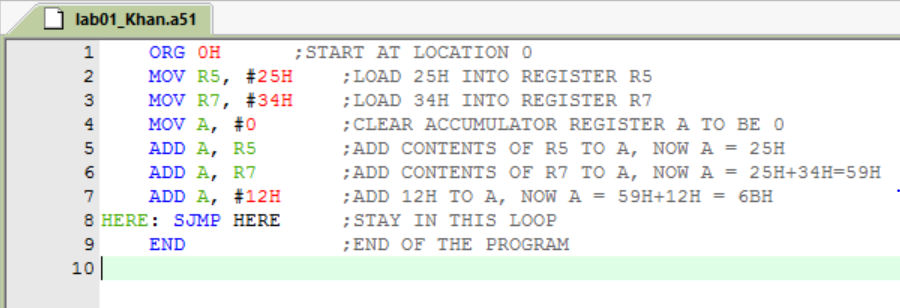 lab01_Khan.a51
1 ORG 0H ;START AT LOCATION 0
2 MOV R5, #25H ;LOAD 25H INTO REGISTER R5
3 MOV R7, #34H ;LOAD 34H INTO REGISTER R7
4 MOV A, #0 ;CLEAR ACCUMULATOR REGISTER A TO BE 0
5 ADD A, R5 ;ADD CONTENTS OF R5 TO A, NOW A = 25H
6 ADD A, R7 ;ADD CONTENTS OF R7 TO A, NOW A = 25H+34H=59H
7 ADD A, #12H ;ADD 12H TO A, NOW A = 59H+12H = 6BH
8 HERE: SJMP HERE ;STAY IN THIS LOOP
9 END ;END OF THE PROGRAM
10